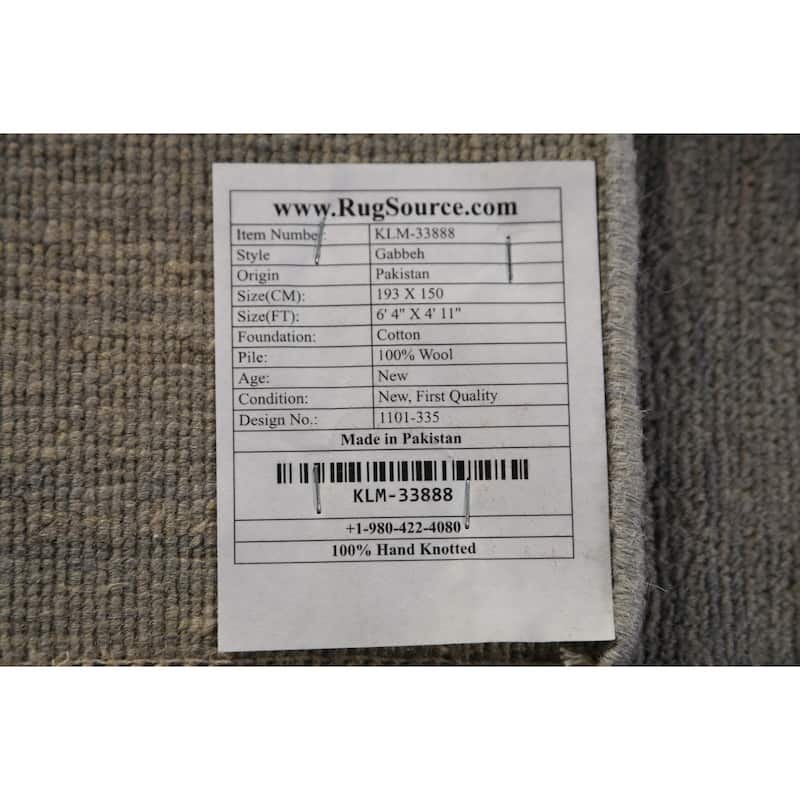 www.RugSource.com
Item Number: KLM-33888
Style Gabbeh
Origin Pakistan
Size(CM): 193 X 150
Size(FT): 6' 4" X 4' 11"
Foundation: Cotton
Pile: 100% Wool
Age: New
Condition: New, First Quality
Design No.: 1101-335
Made in Pakistan
KLM-33888
+1-980-422-4080
100% Hand Knotted